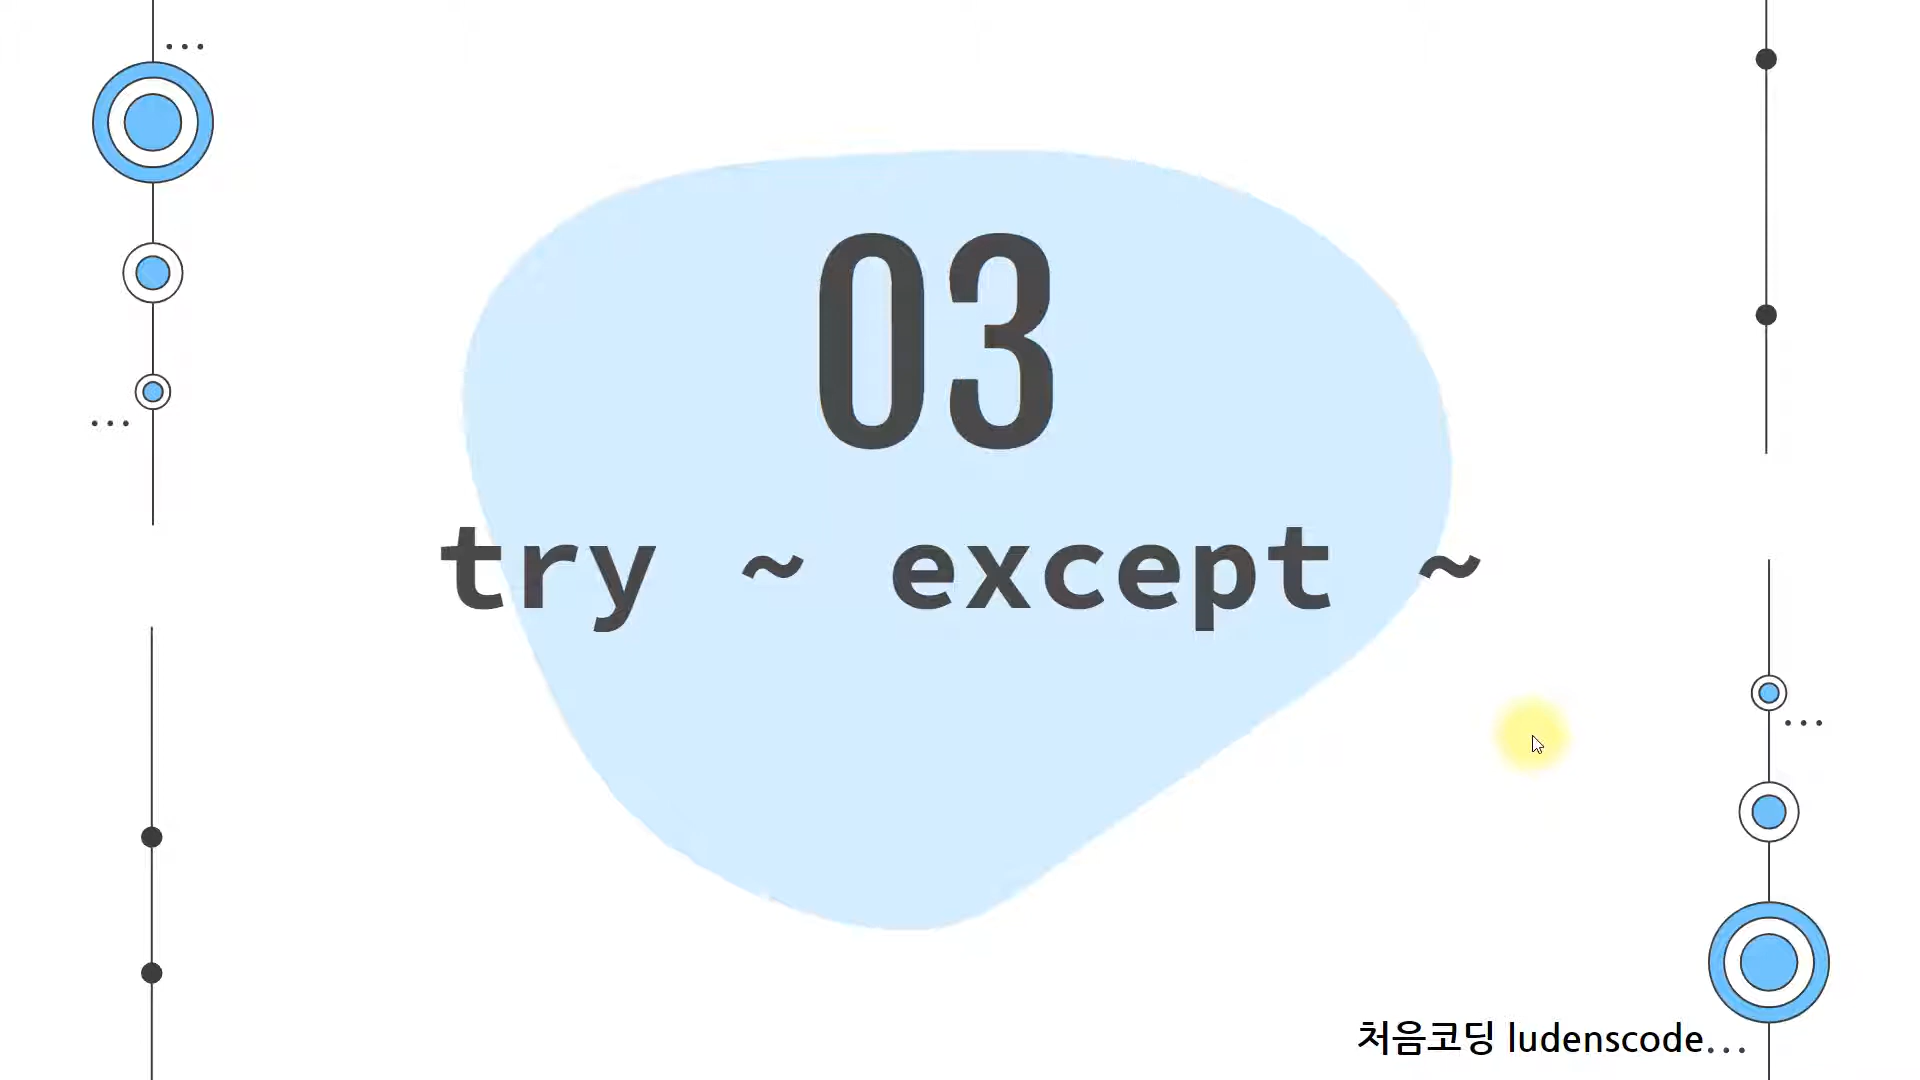 03
try ~ except ~
처음코딩 ludenscode